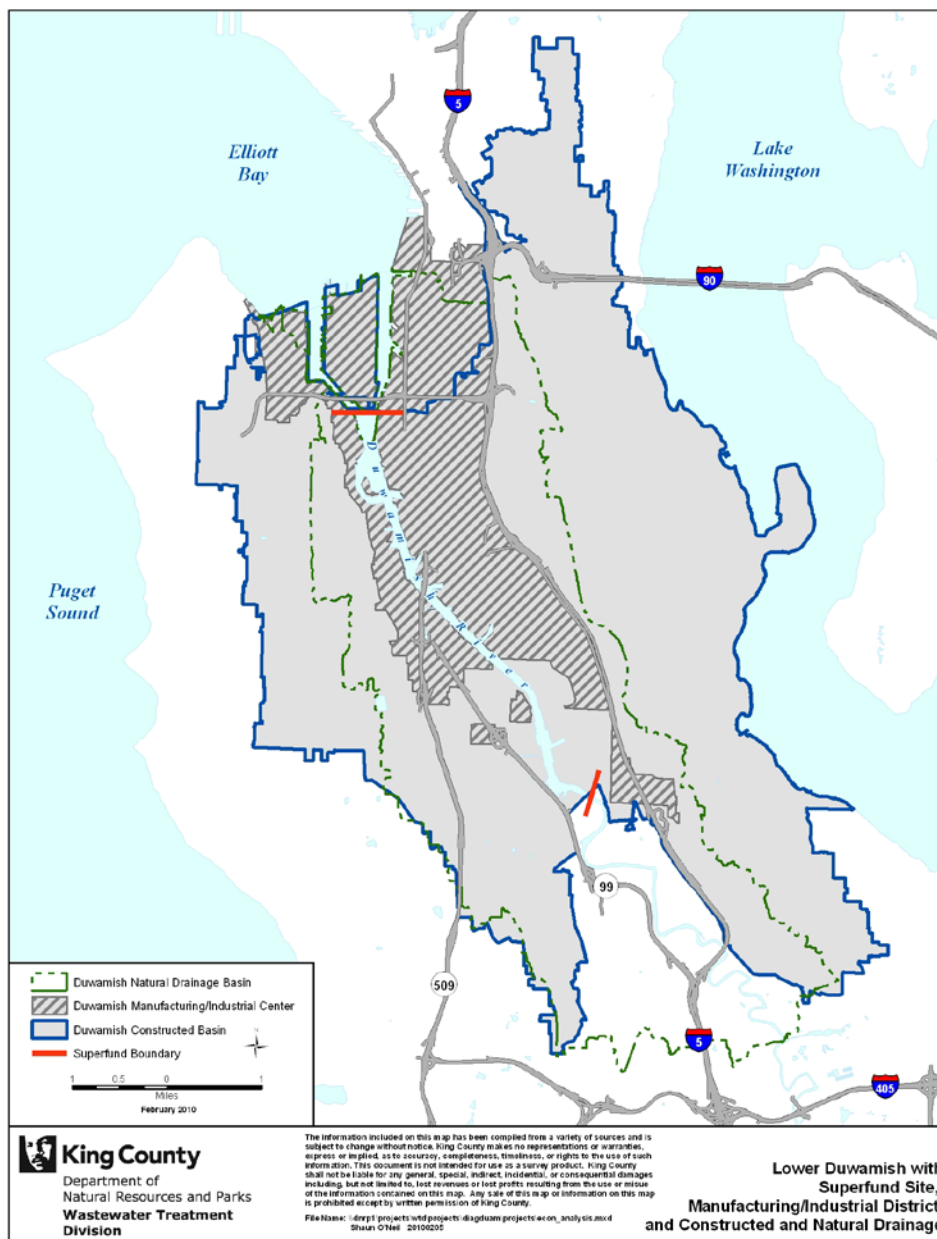 5
Elliott
Bay
Lake
Washington
90
Duwamish River
Puget
Sound
99
509
5
405
Duwamish Natural Drainage Basin
Duwamish Manufacturing/Industrial Center
Duwamish Constructed Basin
Superfund Boundary
N
1 0.5 0 1
Miles
February 2010
King County
Department of
Natural Resources and Parks
Wastewater Treatment
Division
The information included on this map has been compiled from a variety of sources and is
subject to change without notice. King County makes no representations or warranties,
express or implied, as to accuracy, completeness, timeliness, or rights to the use of such
information. This document is not intended for use as a survey product. King County
shall not be liable for any general, special, indirect, incidental, or consequential damages
including, but not limited to, lost revenues or lost profits resulting from the use or misuse
of the information contained on this map. Any sale of this map or information on this map
is prohibited except by written permission of King County.
File Name:
Shaun O'Neil 20100205
Lower Duwamish with
Superfund Site,
Manufacturing/Industrial District
and Constructed and Natural Drainage